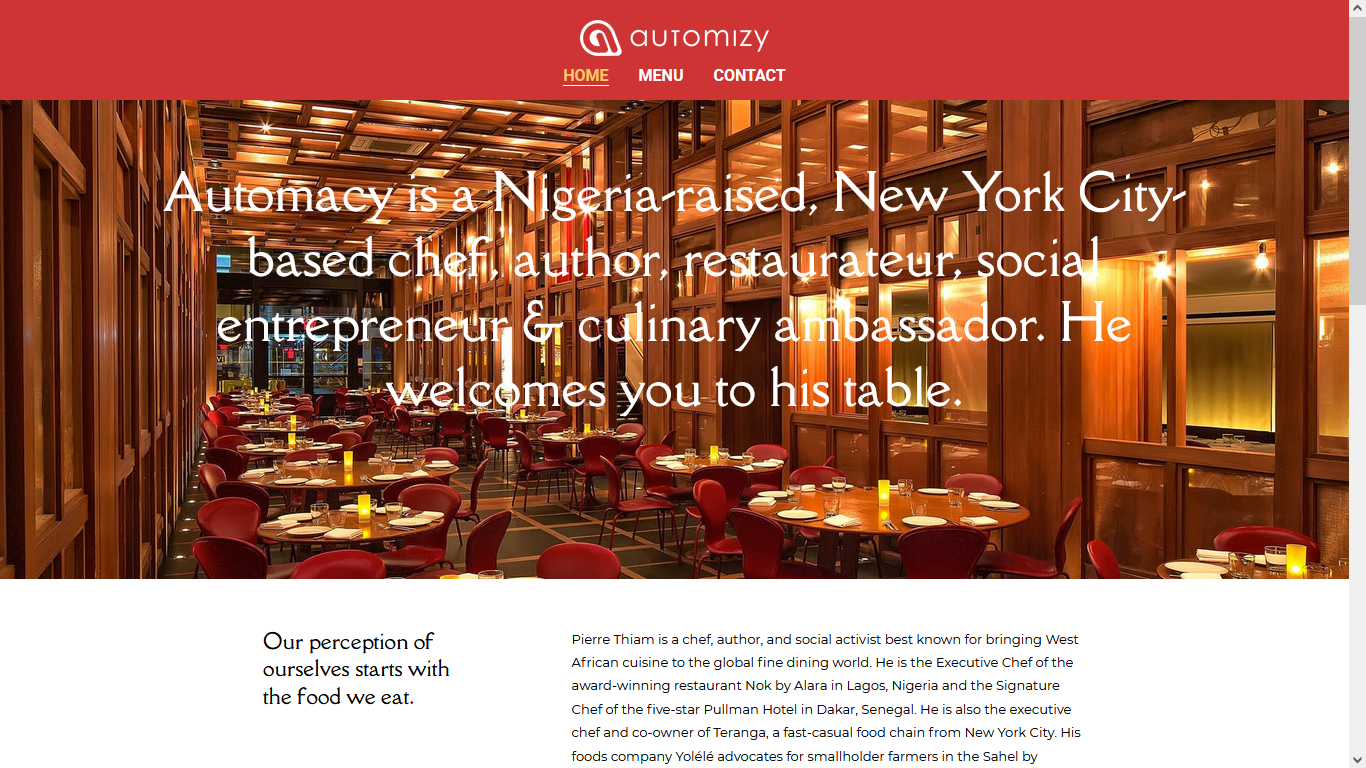 automizy
HOME MENU CONTACT
Automacy is a Nigeria-raised, New York City-
based chef, author, restaurateur, social
entrepreneur & culinary ambassador. He
welcomes you to his table.
Our perception of
ourselves starts with
the food we eat.
Pierre Thiam is a chef, author, and social activist best known for bringing West
African cuisine to the global fine dining world. He is the Executive Chef of the
award-winning restaurant Nok by Alara in Lagos, Nigeria and the Signature
Chef of the five-star Pullman Hotel in Dakar, Senegal. He is also the executive
chef and co-owner of Teranga, a fast-casual food chain from New York City. His
foods company Yolélé advocates for smallholder farmers in the Sahel by